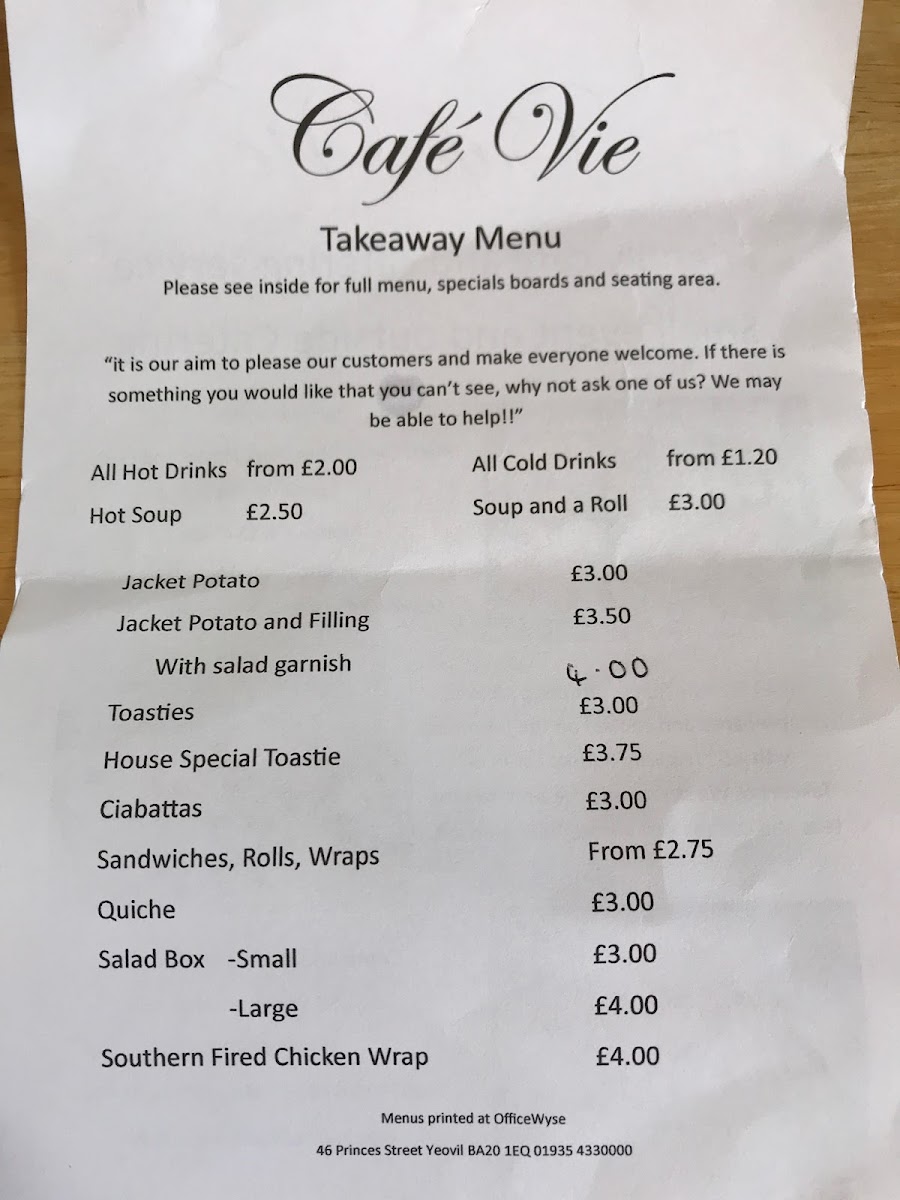 Café Vie
Takeaway Menu
Please see inside for full menu, specials boards and seating area.
“it is our aim to please our customers and make everyone welcome. If there is
something you would like that you can’t see, why not ask one of us? We may
be able to help!!”
All Hot Drinks from £2.00 All Cold Drinks from £1.20
Hot Soup £2.50 Soup and a Roll £3.00
Jacket Potato £3.00
Jacket Potato and Filling £3.50
With salad garnish 4.00
Toasties £3.00
House Special Toastie £3.75
Ciabattas £3.00
Sandwiches, Rolls, Wraps From £2.75
Quiche £3.00
Salad Box -Small £3.00
-Large £4.00
Southern Fired Chicken Wrap £4.00
Menus printed at OfficeWyse
46 Princes Street Yeovil BA20 1EQ 01935 4330000